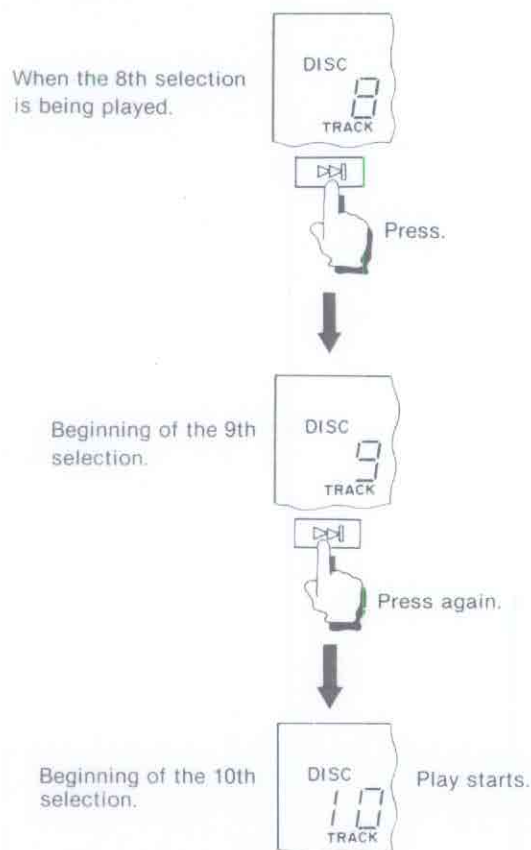 When the 8th selection
is being played.
DISC
8
TRACK
Press.
Beginning of the 9th
selection.
DISC
9
TRACK
Press again.
Beginning of the 10th
selection.
DISC
10
TRACK
Play starts.